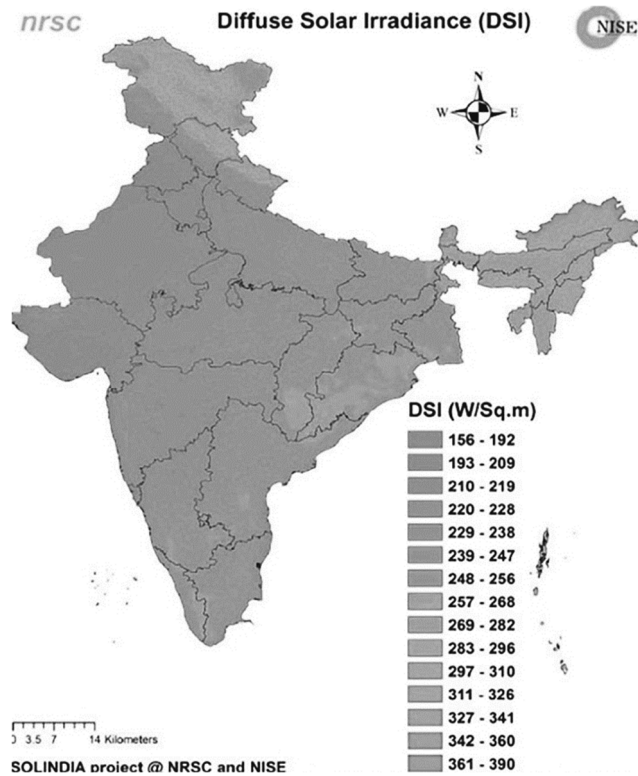 nrsc
Diffuse Solar Irradiance (DSI)
NISE
N
W E
S
DSI (W/Sq.m)
156 - 192
193 - 209
210 - 219
220 - 228
229 - 238
239 - 247
248 - 256
257 - 268
269 - 282
283 - 296
297 - 310
311 - 326
327 - 341
342 - 360
361 - 390
0 3.5 7 14 Kilometers
SOLINDIA project @ NRSC and NISE